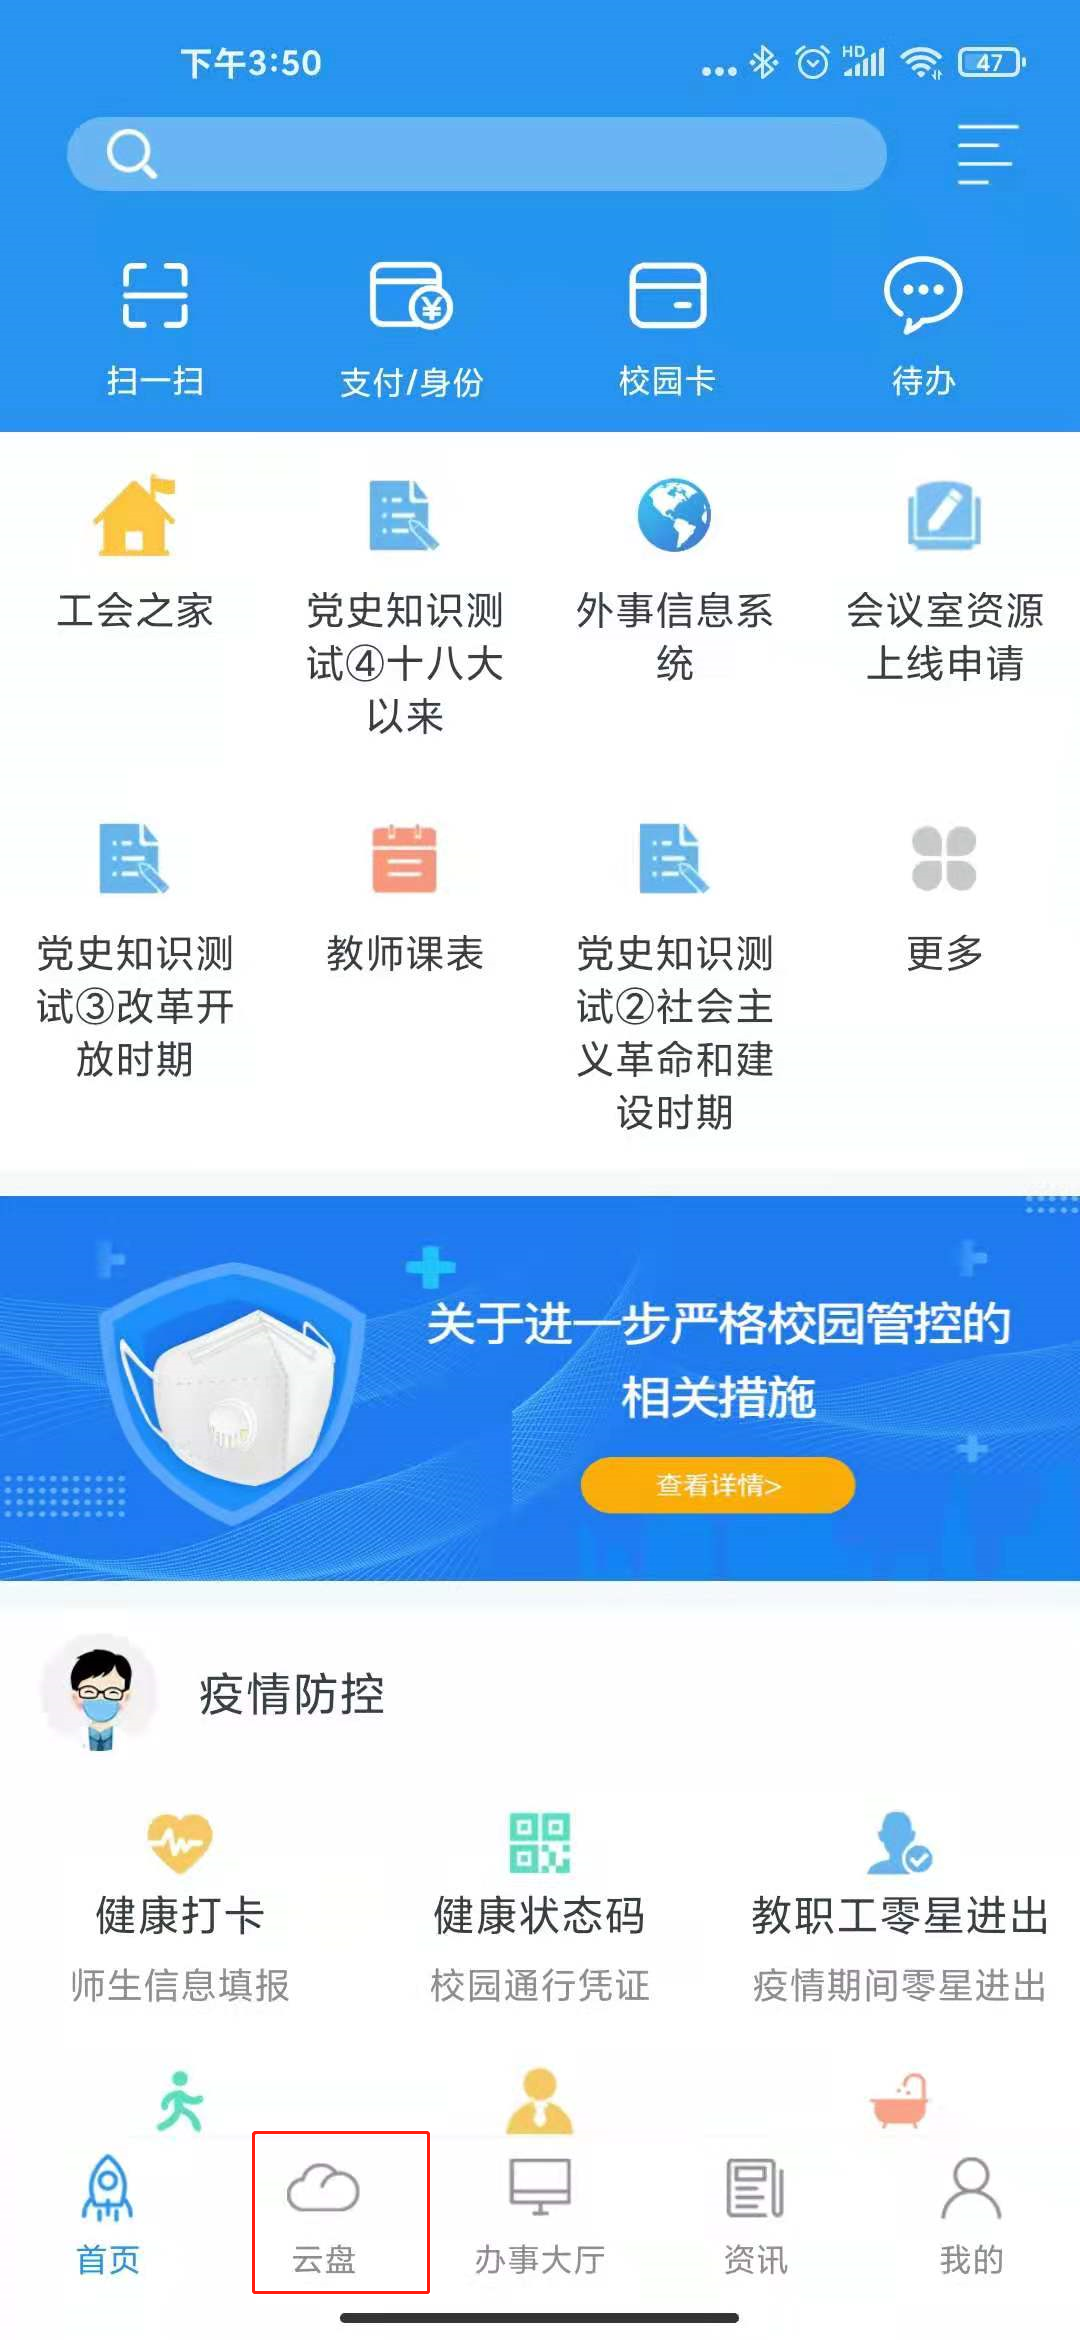 下午3:50
HD
47
扫一扫
支付/身份
校园卡
待办
工会之家
党史知识测
试④十八大
以来
外事信息系
统
会议室资源
上线申请
党史知识测
试③改革开
放时期
教师课表
党史知识测
试②社会主
义革命和建
设时期
更多
关于进一步严格校园管控的
相关措施
查看详情>
疫情防控
健康打卡
师生信息填报
健康状态码
校园通行凭证
教职工零星进出
疫情期间零星进出
首页
云盘
办事大厅
资讯
我的